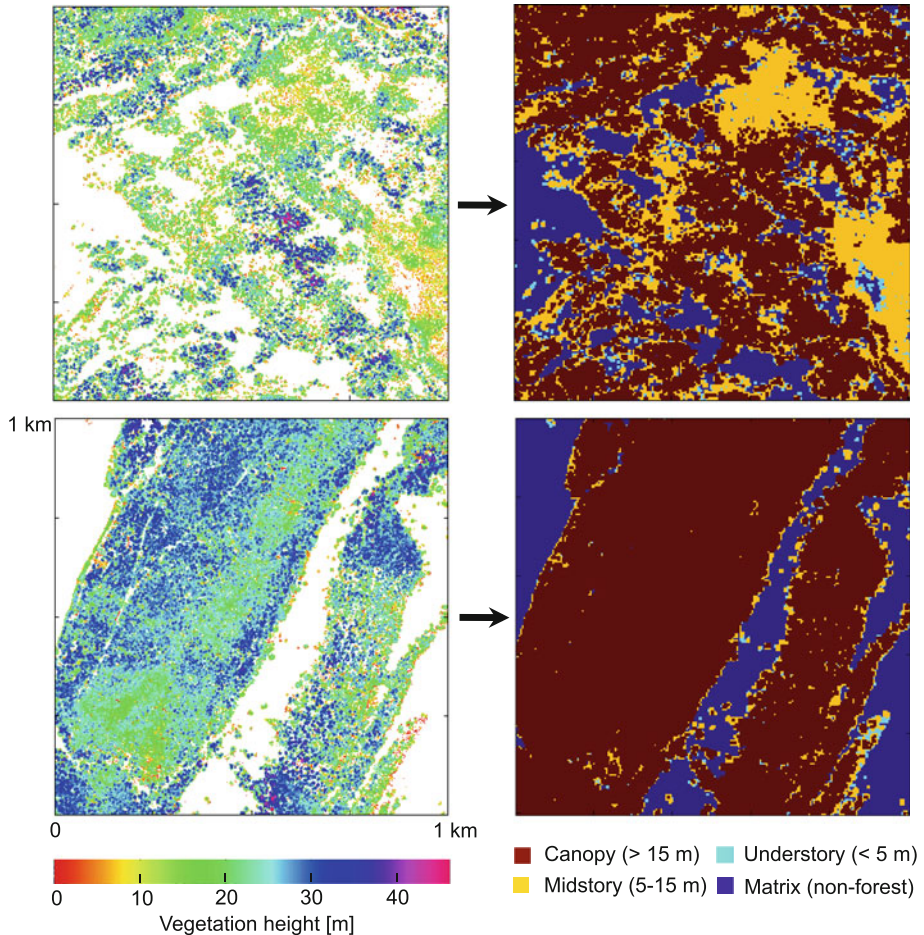 1 km
0
1 km
0
10
20
30
40
Vegetation height [m]
Canopy (> 15 m)
Understory (< 5 m)
Midstory (5-15 m)
Matrix (non-forest)